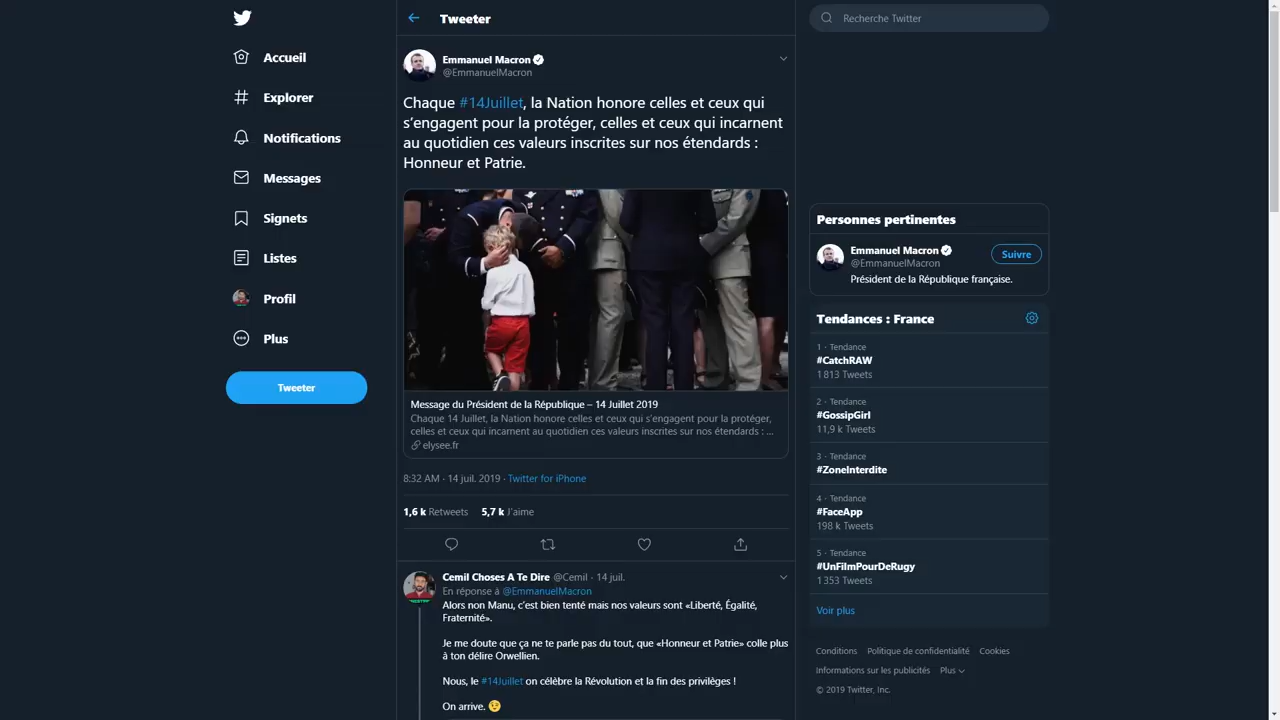 Accueil
Explorer
Notifications
Messages
Signets
Listes
Profil
Plus
Tweeter
Tweeter
Emmanuel Macron
@EmmanuelMacron
Chaque #14Juillet, la Nation honore celles et ceux qui
s’engagent pour la protéger, celles et ceux qui incarnent
au quotidien ces valeurs inscrites sur nos étendards :
Honneur et Patrie.
Message du Président de la République – 14 Juillet 2019
Chaque 14 Juillet, la Nation honore celles et ceux qui s’engagent pour la protéger,
celles et ceux qui incarnent au quotidien ces valeurs inscrites sur nos étendards : ...
elysee.fr
8:32 AM · 14 juil. 2019 · Twitter for iPhone
1,6 k Retweets 5,7 k J’aime
Cemil Choses A Te Dire @Cemil · 14 juil.
En réponse à @EmmanuelMacron
Alors non Manu, c’est bien tenté mais nos valeurs sont «Liberté, Égalité,
Fraternité».
Je me doute que ça ne te parle pas du tout, que «Honneur et Patrie» colle plus
à ton délire Orwellien.
Nous, le #14Juillet on célèbre la Révolution et la fin des privilèges !
On arrive. 😉
Recherche Twitter
Personnes pertinentes
Emmanuel Macron
@EmmanuelMacron
Suivre
Président de la République française.
Tendances : France
1 · Tendance
#CatchRAW
1 813 Tweets
2 · Tendance
#GossipGirl
11,9 k Tweets
3 · Tendance
#ZoneInterdite
4 · Tendance
#FaceApp
198 k Tweets
5 · Tendance
#UnFilmPourDeRugy
1 353 Tweets
Voir plus
Conditions Politique de confidentialité Cookies
Informations sur les publicités Plus
© 2019 Twitter, Inc.